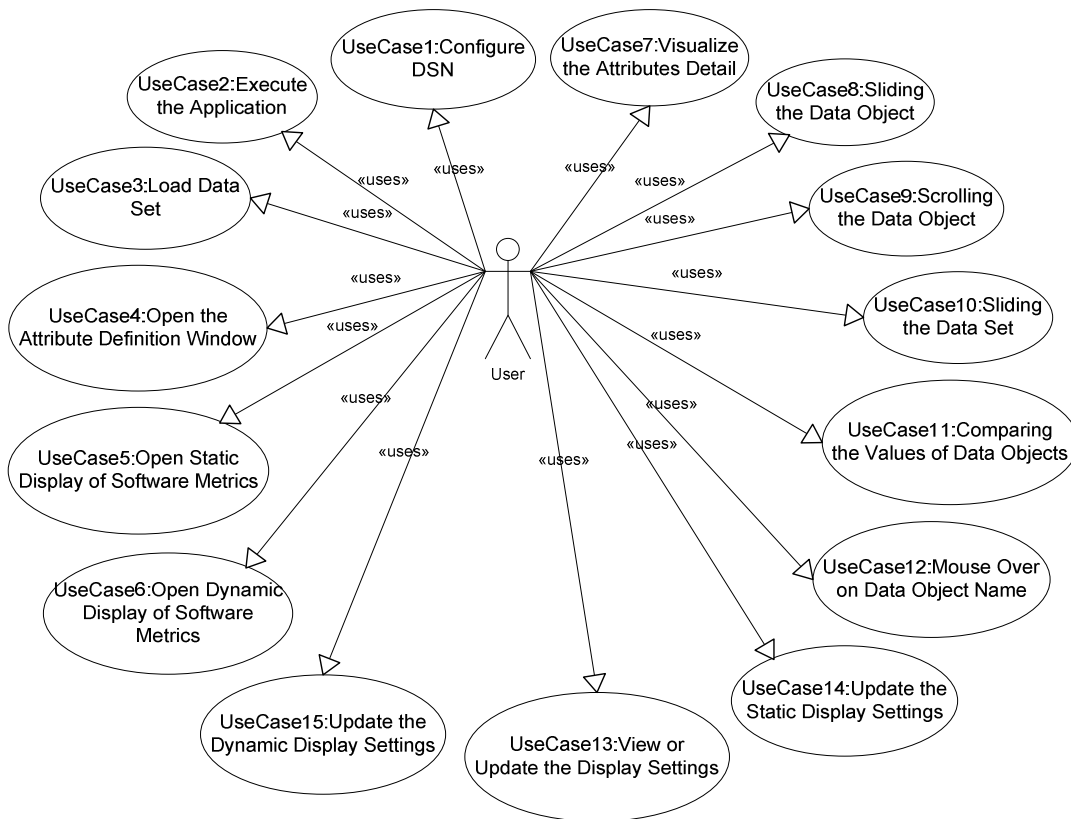 UseCase1:Configure
DSN
UseCase7:Visualize
the Attributes Detail
UseCase2:Execute
the Application
UseCase8:Sliding
the Data Object
«uses»
«uses»
«uses»
«uses»
UseCase3:Load Data
Set
UseCase9:Scrolling
the Data Object
«uses»
«uses»
«uses»
UseCase4:Open the
Attribute Definition Window
«uses»
«uses»
UseCase10:Sliding
the Data Set
«uses»
User
«uses»
«uses»
UseCase5:Open Static
Display of Software Metrics
UseCase11:Comparing
the Values of Data Objects
«uses»
«uses»
«uses»
UseCase6:Open Dynamic
Display of Software
Metrics
UseCase12:Mouse Over
on Data Object Name
UseCase14:Update the
Static Display Settings
UseCase15:Update the
Dynamic Display Settings
UseCase13:View or
Update the Display Settings